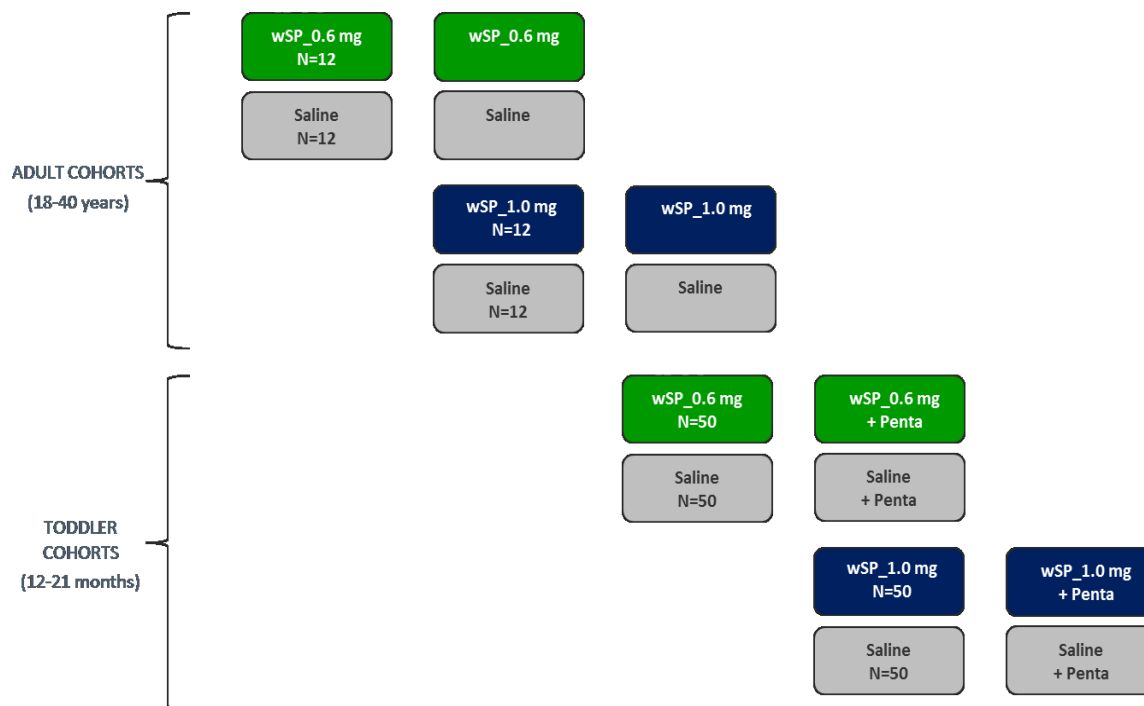 wSP_0.6 mg
N=12
wSP_0.6 mg
Saline
N=12
Saline
ADULT COHORTS
(18-40 years)
wSP_1.0 mg
N=12
wSP_1.0 mg
Saline
N=12
Saline
wSP_0.6 mg
N=50
wSP_0.6 mg
+ Penta
Saline
N=50
Saline
+ Penta
TODDLER
COHORTS
(12-21 months)
wSP_1.0 mg
N=50
wSP_1.0 mg
+ Penta
Saline
N=50
Saline
+ Penta